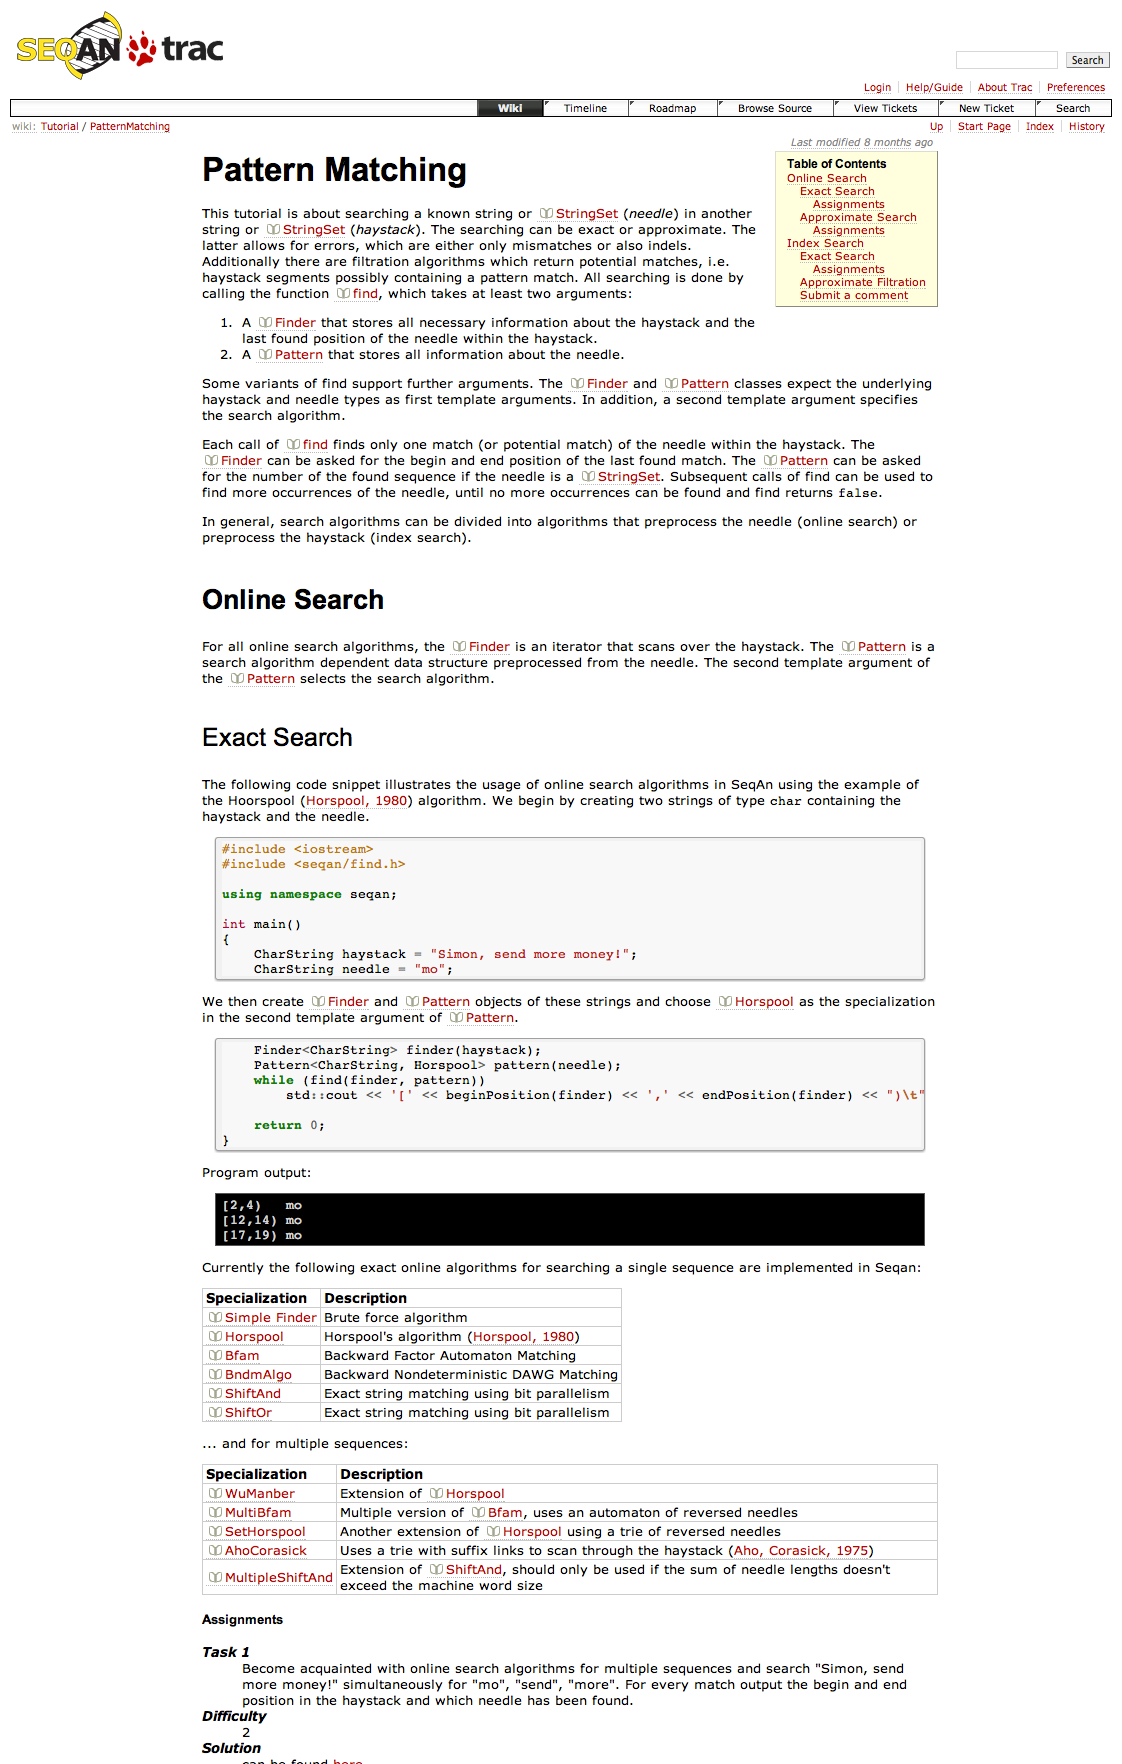 SEQAN trac
Search
Login Help/Guide About Trac Preferences
Wiki Timeline Roadmap Browse Source View Tickets New Ticket Search
wiki: Tutorial / PatternMatching
Up Start Page Index History
Last modified 8 months ago
Pattern Matching
Table of Contents
Online Search
Exact Search
Assignments
Approximate Search
Assignments
Index Search
Exact Search
Assignments
Approximate Filtration
Submit a comment
This tutorial is about searching a known string or StringSet (needle) in another
string or StringSet (haystack). The searching can be exact or approximate. The
latter allows for errors, which are either only mismatches or also indels.
Additionally there are filtration algorithms which return potential matches, i.e.
haystack segments possibly containing a pattern match. All searching is done by
calling the function find, which takes at least two arguments:
1. A Finder that stores all necessary information about the haystack and the
last found position of the needle within the haystack.
2. A Pattern that stores all information about the needle.
Some variants of find support further arguments. The Finder and Pattern classes expect the underlying
haystack and needle types as first template arguments. In addition, a second template argument specifies
the search algorithm.
Each call of find finds only one match (or potential match) of the needle within the haystack. The
Finder can be asked for the begin and end position of the last found match. The Pattern can be asked
for the number of the found sequence if the needle is a StringSet. Subsequent calls of find can be used to
find more occurrences of the needle, until no more occurrences can be found and find returns false.
In general, search algorithms can be divided into algorithms that preprocess the needle (online search) or
preprocess the haystack (index search).
Online Search
For all online search algorithms, the Finder is an iterator that scans over the haystack. The Pattern is a
search algorithm dependent data structure preprocessed from the needle. The second template argument of
the Pattern selects the search algorithm.
Exact Search
The following code snippet illustrates the usage of online search algorithms in SeqAn using the example of
the Hoorspool (Horspool, 1980) algorithm. We begin by creating two strings of type char containing the
haystack and the needle.
#include <iostream>
#include <seqan/find.h>
using namespace seqan;
int main()
{
CharString haystack = "Simon, send more money!";
CharString needle = "mo";
We then create Finder and Pattern objects of these strings and choose Horspool as the specialization
in the second template argument of Pattern.
Finder<CharString> finder(haystack);
Pattern<CharString, Horspool> pattern(needle);
while (find(finder, pattern))
std::cout << '[' << beginPosition(finder) << ',' << endPosition(finder) << ")\t"
return 0;
}
Program output:
[2,4) mo
[12,14) mo
[17,19) mo
Currently the following exact online algorithms for searching a single sequence are implemented in Seqan:
Specialization Description
Simple Finder Brute force algorithm
Horspool Horspool's algorithm (Horspool, 1980)
Bfam Backward Factor Automaton Matching
BndmAlgo Backward Nondeterministic DAWG Matching
ShiftAnd Exact string matching using bit parallelism
ShiftOr Exact string matching using bit parallelism
... and for multiple sequences:
Specialization Description
WuManber Extension of Horspool
MultiBfam Multiple version of Bfam, uses an automaton of reversed needles
SetHorspool Another extension of Horspool using a trie of reversed needles
AhoCorasick Uses a trie with suffix links to scan through the haystack (Aho, Corasick, 1975)
MultipleShiftAnd Extension of ShiftAnd, should only be used if the sum of needle lengths doesn't
exceed the machine word size
Assignments
Task 1
Become acquainted with online search algorithms for multiple sequences and search "Simon, send
more money!" simultaneously for "mo", "send", "more". For every match output the begin and end
position in the haystack and which needle has been found.
Difficulty
2
Solution
can be found here